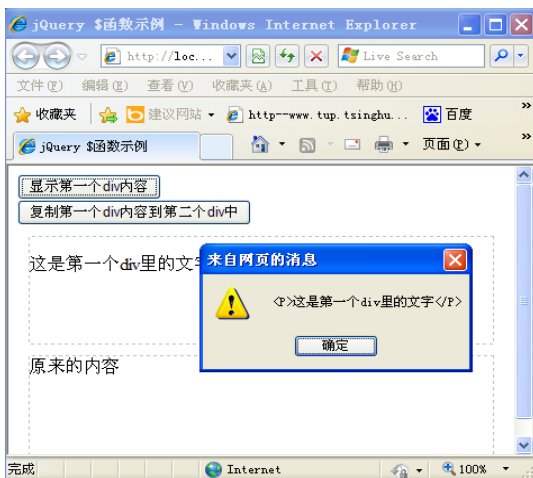 jQuery $函数示例 - Windows Internet Explorer
http://loc... Live Search
文件(F) 编辑(E) 查看(V) 收藏夹(A) 工具(T) 帮助(H)
收藏夹 建议网站 http--www.tup.tsinghu... 百度 »
jQuery $函数示例 页面(P) »
显示第一个div内容
复制第一个div内容到第二个div中
这是第一个div里的文字
来自网页的消息
<P>这是第一个div里的文字</P>
确定
原来的内容
完成 Internet 100%